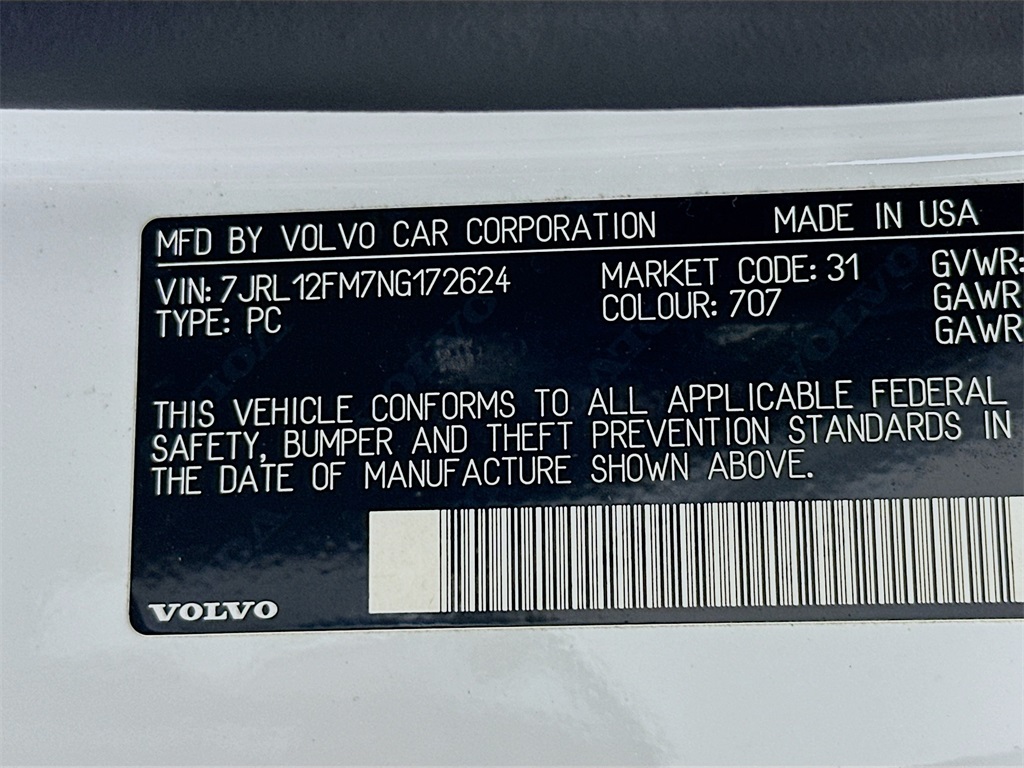 MFD BY VOLVO CAR CORPORATION MADE IN USA
VIN: 7JRL12FM7NG172624 MARKET CODE: 31 GVWR:
TYPE: PC COLOUR: 707 GAWR
GAWR
THIS VEHICLE CONFORMS TO ALL APPLICABLE FEDERAL
SAFETY, BUMPER AND THEFT PREVENTION STANDARDS IN
THE DATE OF MANUFACTURE SHOWN ABOVE.
VOLVO